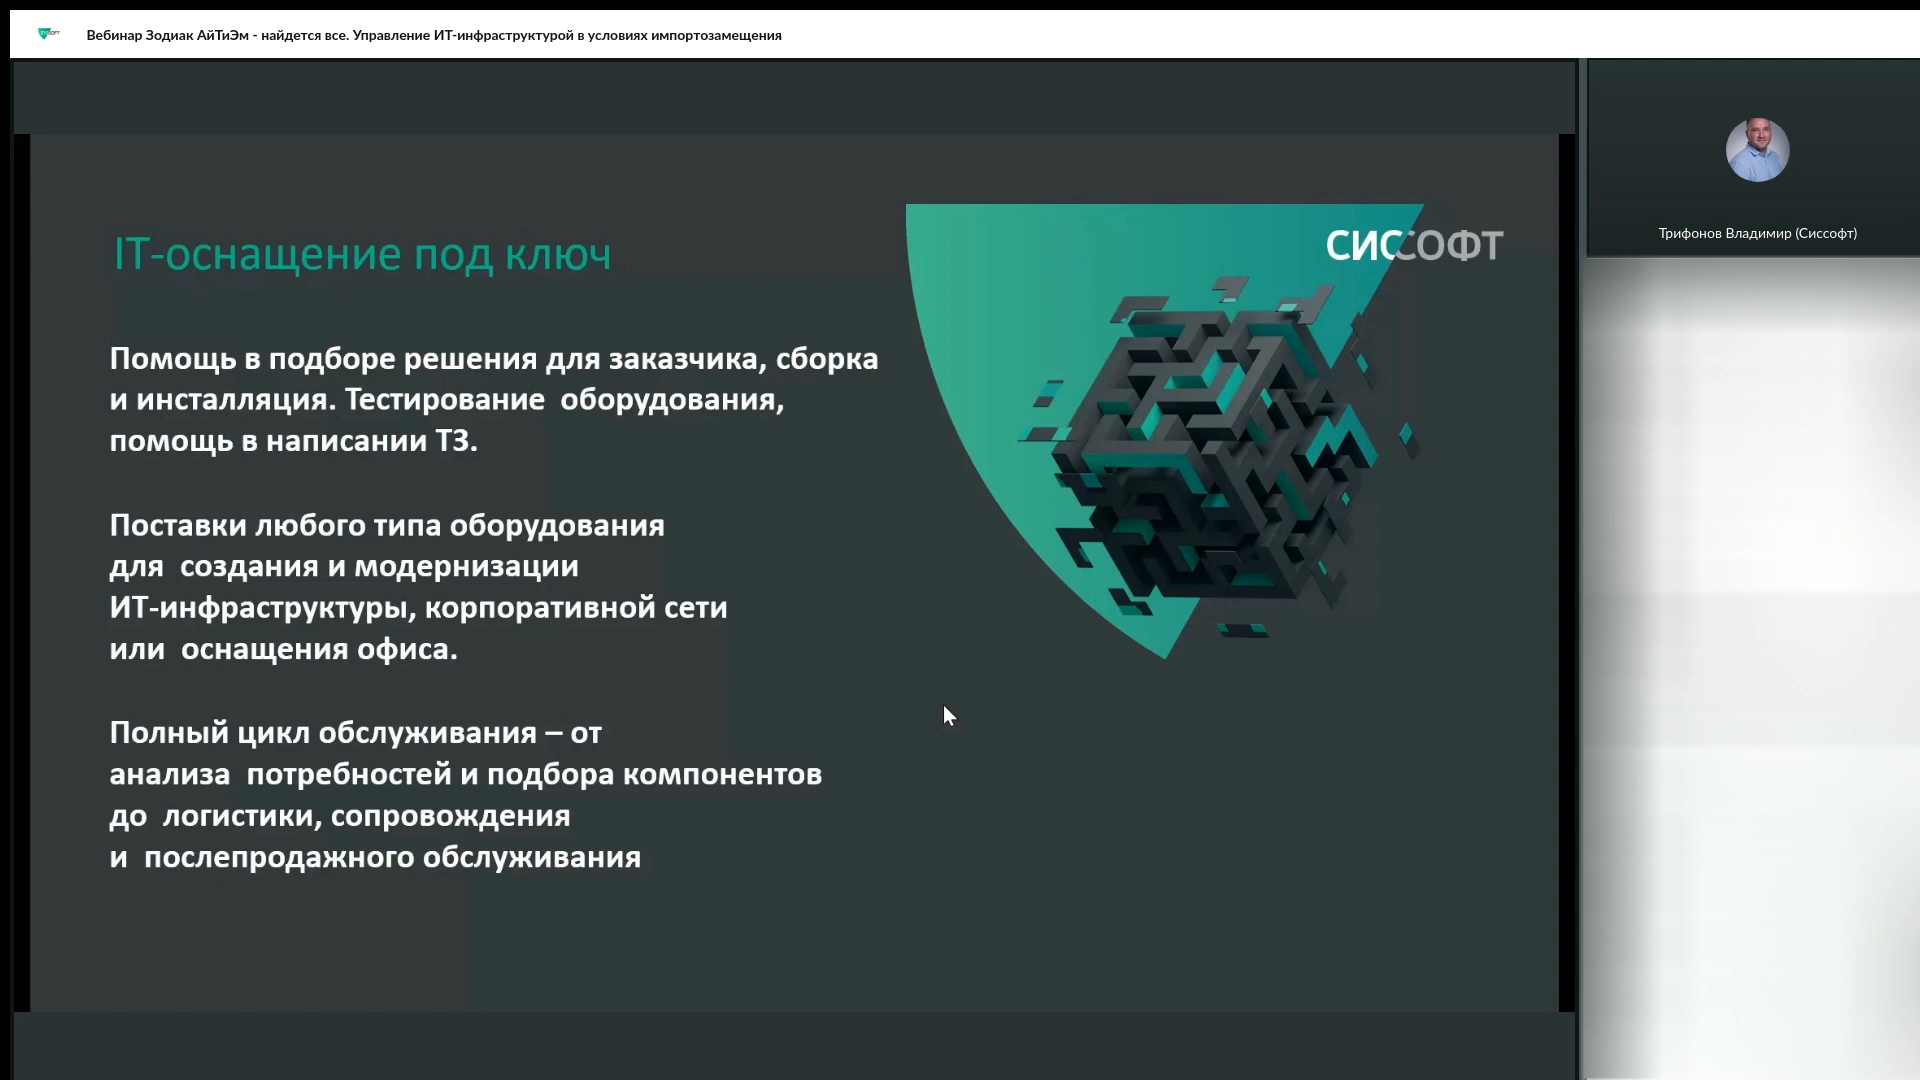 Вебинар Зодиак АйТиЭм - найдется все. Управление ИТ-инфраструктурой в условиях импортозамещения
IT-оснащение под ключ
СИССОФТ
Помощь в подборе решения для заказчика, сборка
и инсталляция. Тестирование оборудования,
помощь в написании ТЗ.
Поставки любого типа оборудования
для создания и модернизации
ИТ-инфраструктуры, корпоративной сети
или оснащения офиса.
Полный цикл обслуживания – от
анализа потребностей и подбора компонентов
до логистики, сопровождения
и послепродажного обслуживания
Трифонов Владимир (Сиссофт)